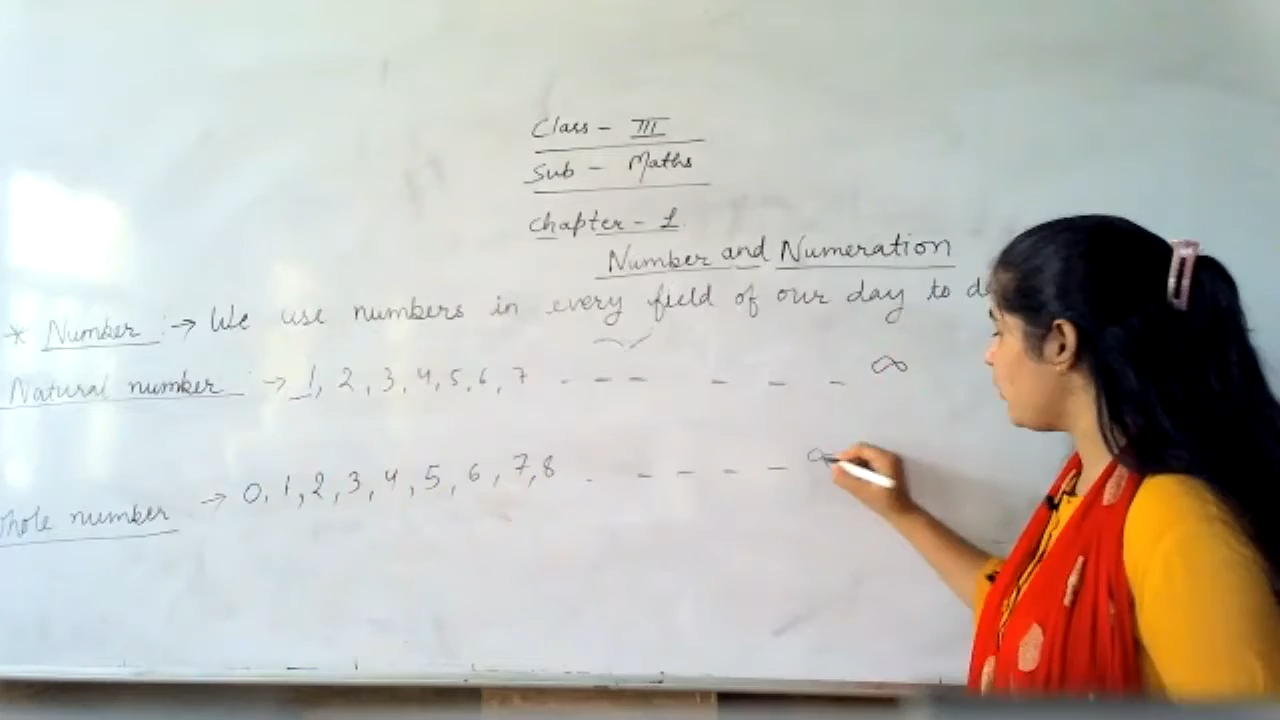 Class - III
Sub - Maths
Chapter - 1
Number and Numeration
* Number :→ We use numbers in every field of our day to d
Natural number :→ 1, 2, 3, 4, 5, 6, 7 - - - - - - - ∞
whole number → 0, 1, 2, 3, 4, 5, 6, 7, 8 . - - - -